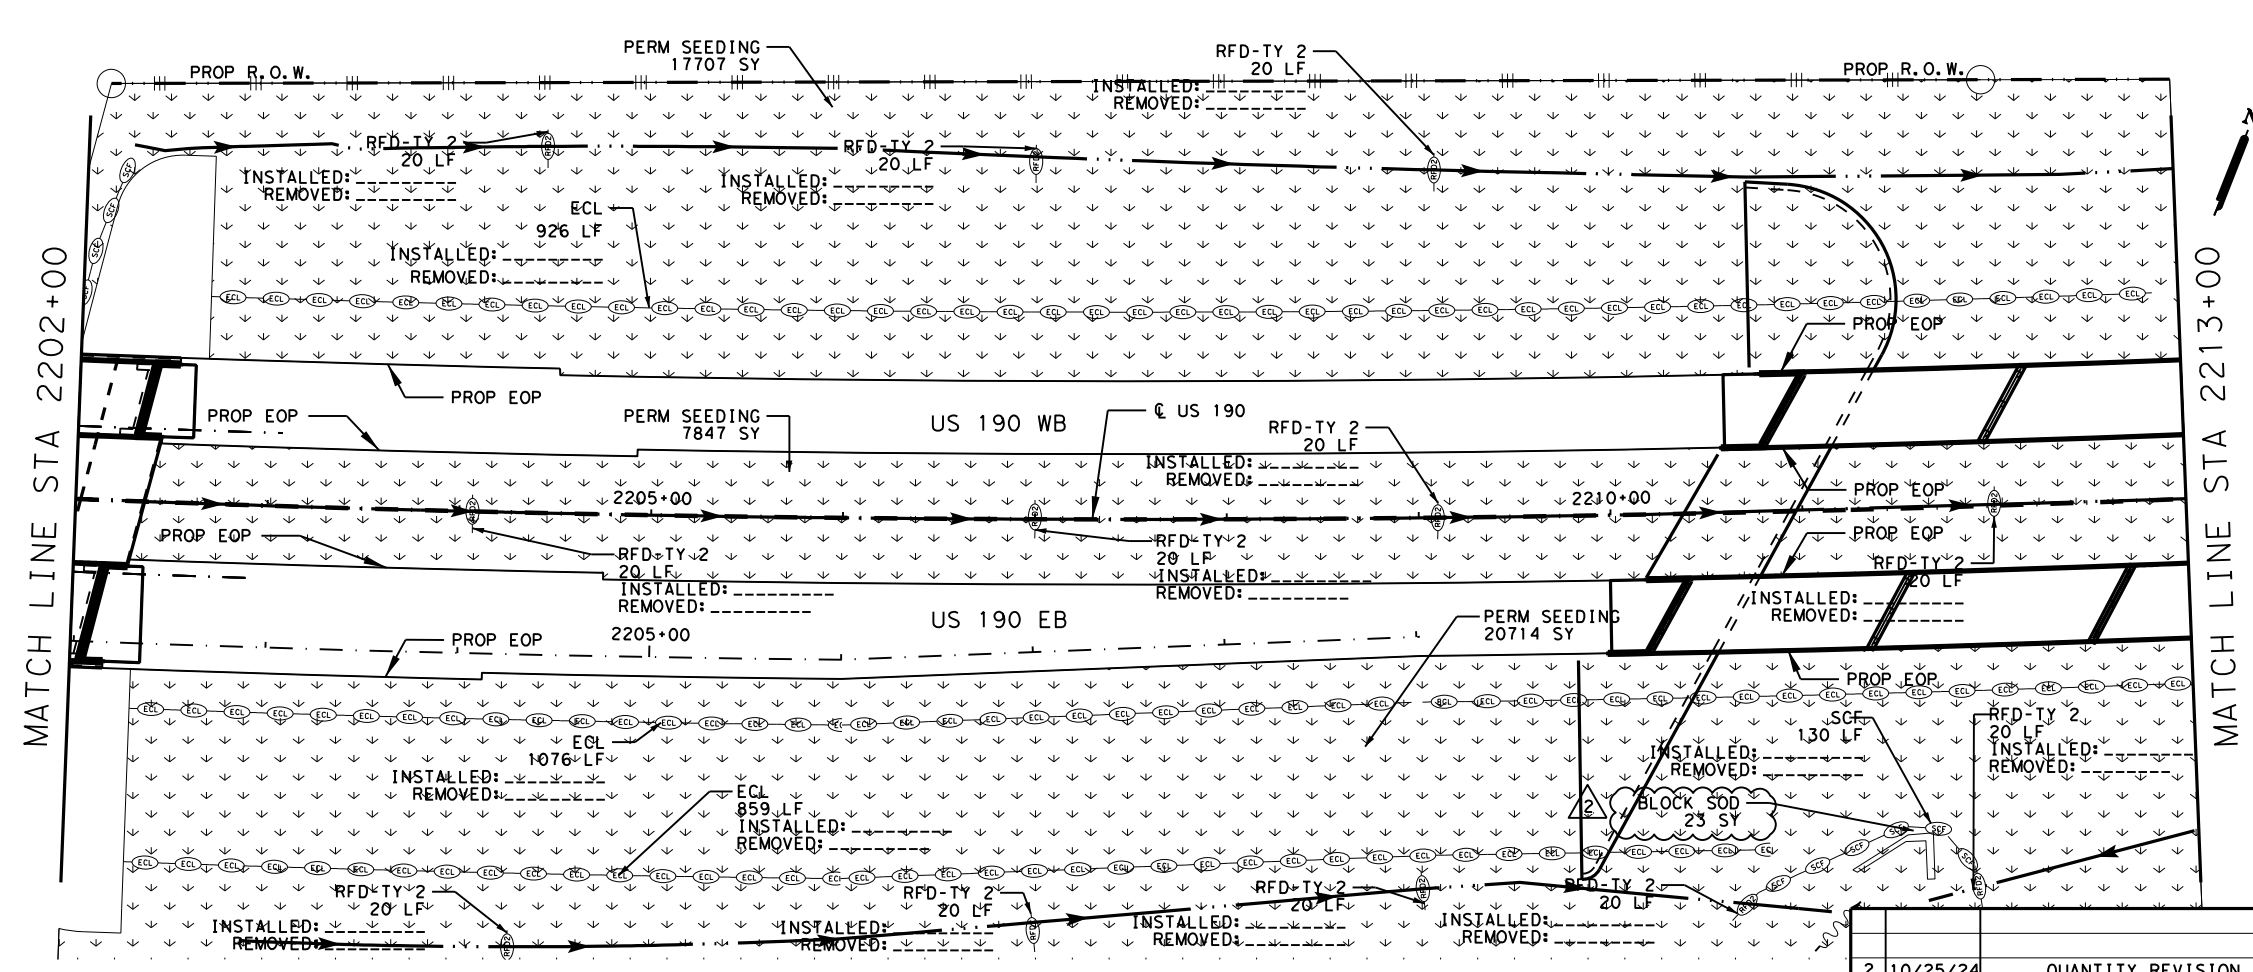 PERM SEEDING
17707 SY
RFD-TY 2
20 LF
INSTALLED:
REMOVED:
PROP R.O.W.
PROP R.O.W.
N
RFD-TY 2
20 LF
INSTALLED:
REMOVED:
RFD-TY 2
20 LF
INSTALLED:
REMOVED:
ECL
926 LF
INSTALLED:
REMOVED:
MATCH LINE STA 2202+00
MATCH LINE STA 2213+00
PROP EOP
PROP EOP
PROP EOP
PERM SEEDING
7847 SY
US 190 WB
℄ US 190
RFD-TY 2
20 LF
INSTALLED:
REMOVED:
2205+00
2210+00
PROP EOP
PROP EOP
PROP EOP
RFD-TY 2
20 LF
INSTALLED:
REMOVED:
RFD-TY 2
20 LF
INSTALLED:
REMOVED:
RFD-TY 2
20 LF
INSTALLED:
REMOVED:
US 190 EB
2205+00
PROP EOP
PERM SEEDING
20714 SY
PROP EOP
ECL
1076 LF
INSTALLED:
REMOVED:
SCF
130 LF
INSTALLED:
REMOVED:
RFD-TY 2
20 LF
INSTALLED:
REMOVED:
ECL
859 LF
INSTALLED:
REMOVED:
2
BLOCK SOD
23 SY
RFD-TY 2
20 LF
INSTALLED:
REMOVED:
RFD-TY 2
20 LF
INSTALLED:
REMOVED:
RFD-TY 2
20 LF
INSTALLED:
REMOVED:
RFD-TY 2
20 LF
INSTALLED:
REMOVED:
2 10/25/24 QUANTITY REVISION